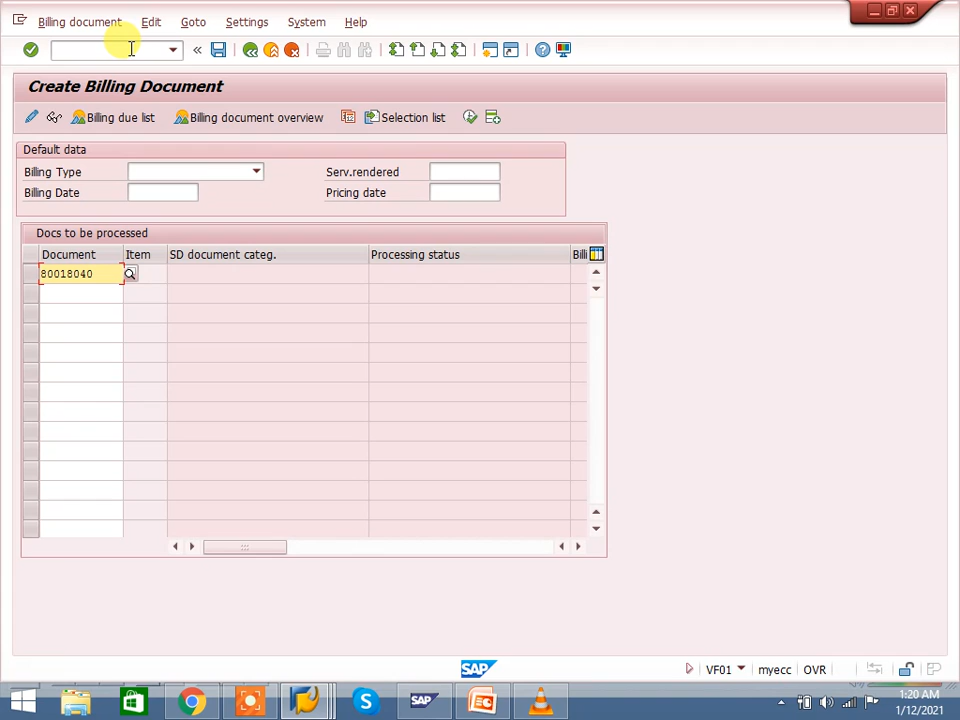 Billing document Edit Goto Settings System Help
Create Billing Document
Billing due list Billing document overview Selection list
Default data
Billing Type Serv.rendered
Billing Date Pricing date
Docs to be processed
Document Item SD document categ. Processing status Billi
80018040
SAP VF01 myecc OVR
SAP
1:20 AM
1/12/2021